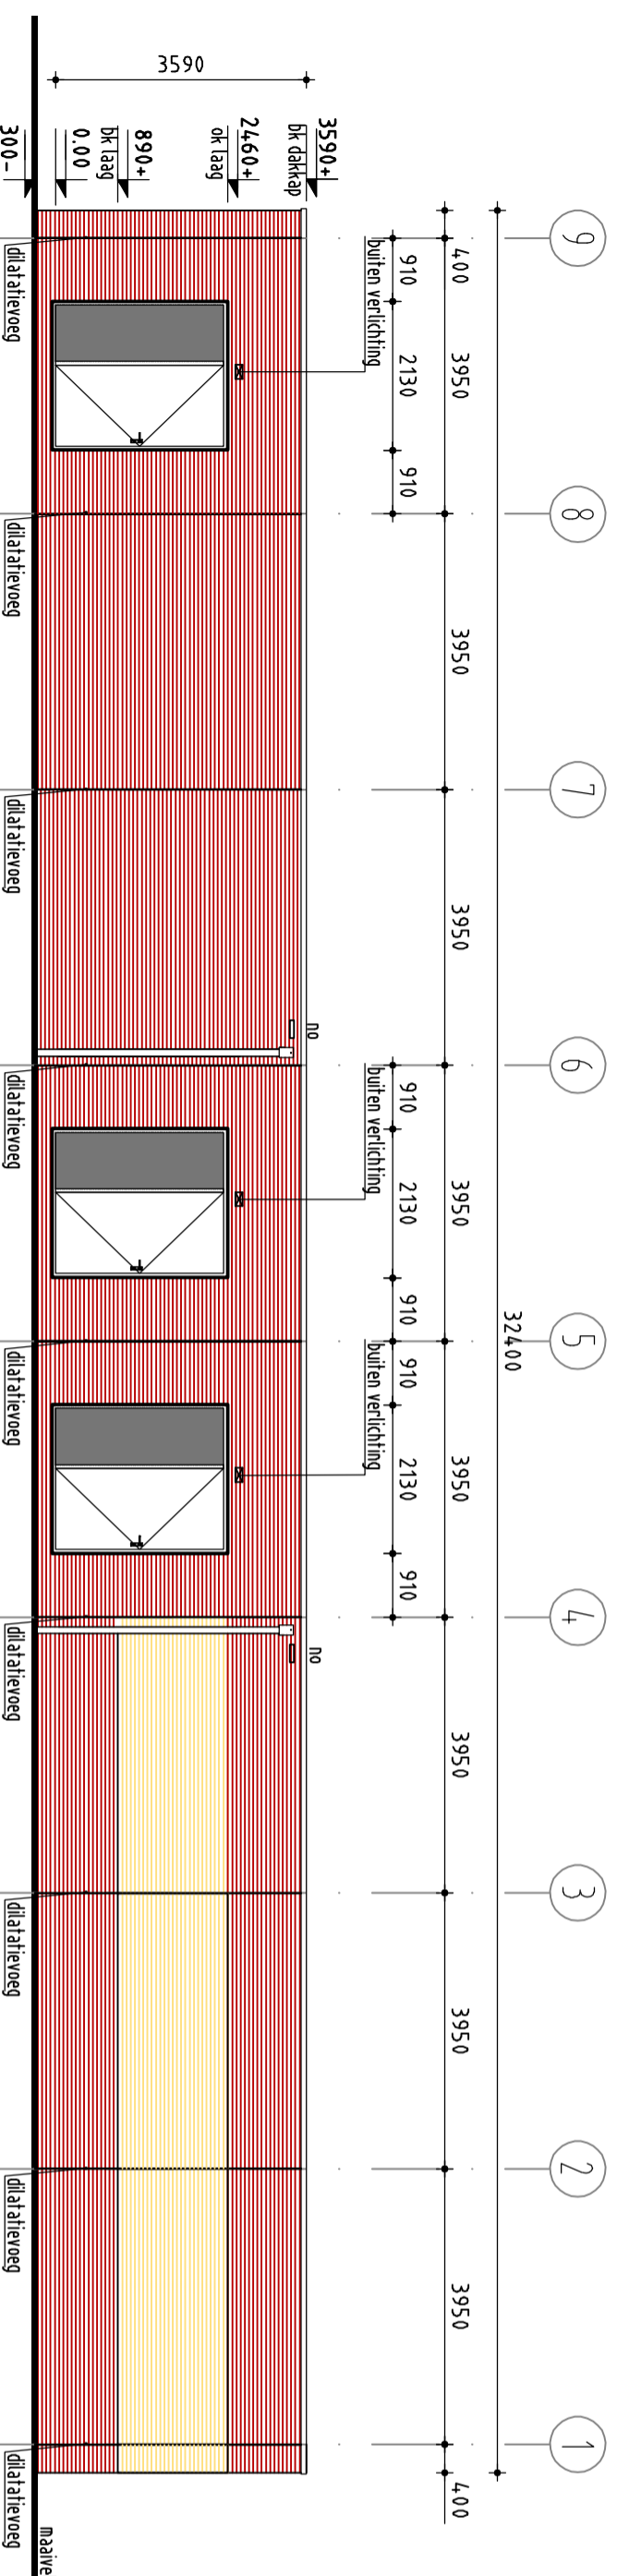 9
8
7
6
5
4
3
2
1
32400
400
3950
3950
3950
3950
3950
3950
3950
3950
400
910
2130
910
910
2130
910
910
2130
910
buiten verlichting
buiten verlichting
buiten verlichting
3590
3590+
bk dakkap
2460+
ok laag
890+
bk laag
0.00
300-
no
no
maaive
dilatatievoeg
dilatatievoeg
dilatatievoeg
dilatatievoeg
dilatatievoeg
dilatatievoeg
dilatatievoeg
dilatatievoeg
dilatatievoeg